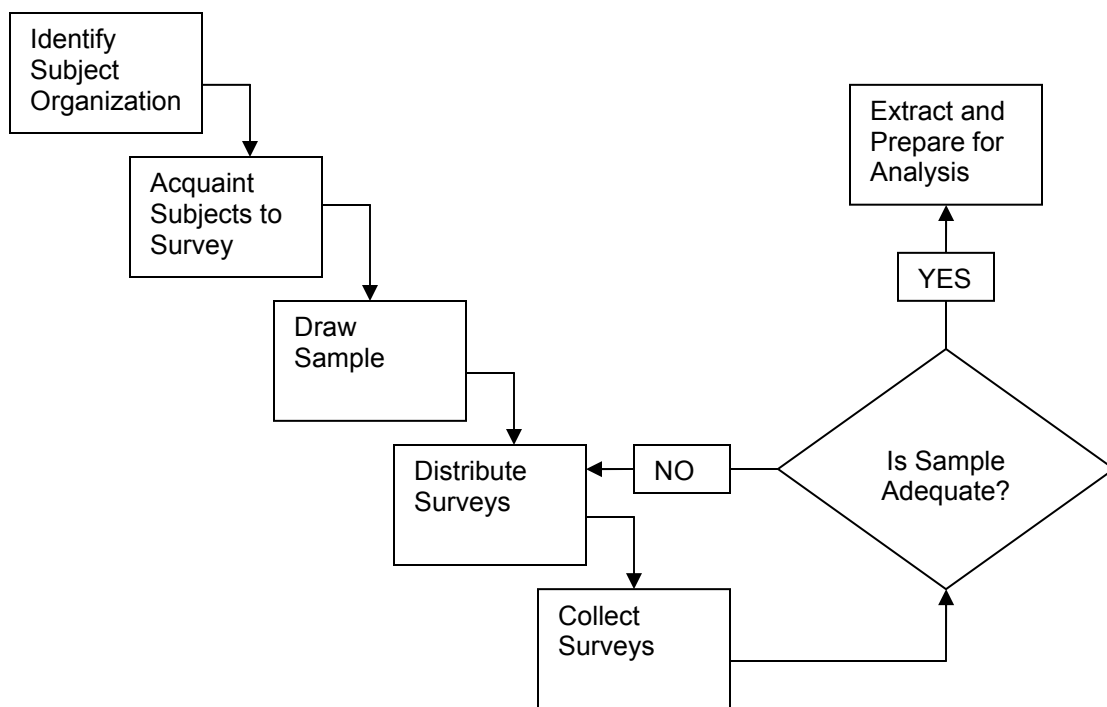 Identify
Subject
Organization
Acquaint
Subjects to
Survey
Draw
Sample
Distribute
Surveys
Collect
Surveys
Is Sample
Adequate?
NO
YES
Extract and
Prepare for
Analysis